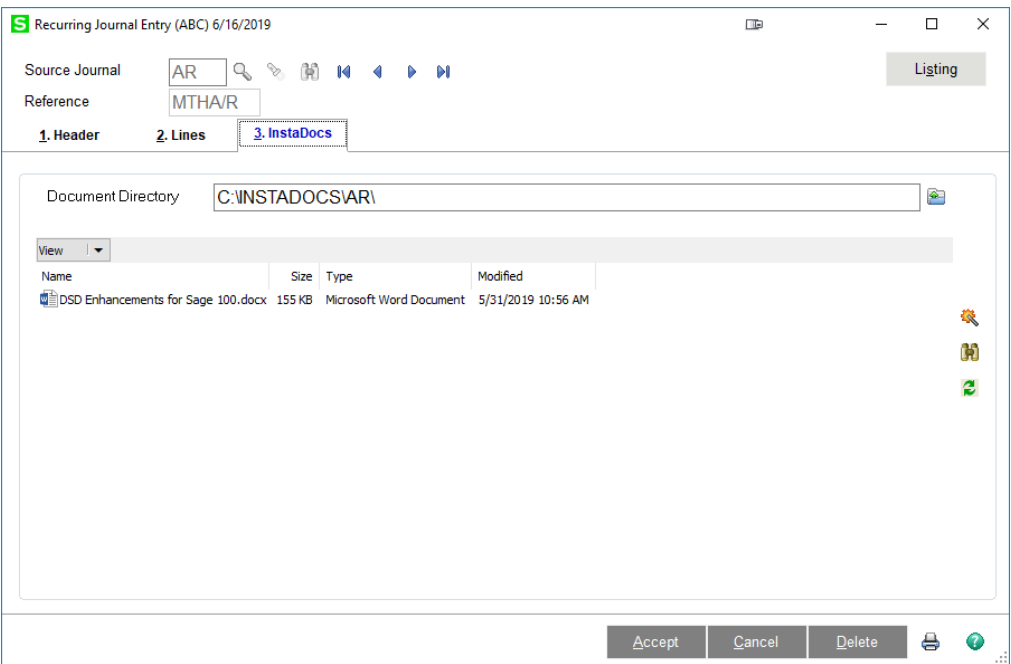 S Recurring Journal Entry (ABC) 6/16/2019
Source Journal AR Listing
Reference MTHA/R
1. Header 2. Lines 3. InstaDocs
Document Directory C:\INSTADOCS\AR\
View
Name Size Type Modified
DSD Enhancements for Sage 100.docx 155 KB Microsoft Word Document 5/31/2019 10:56 AM
Accept Cancel Delete ?